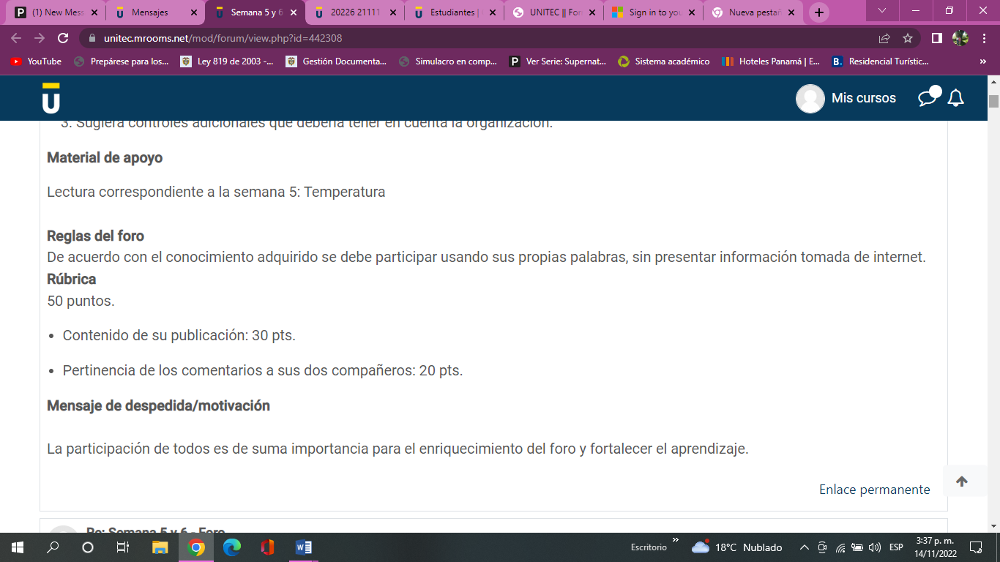 (1) New Mess
Mensajes
Semana 5 y 6
20226 21111
Estudiantes |
UNITEC || For
Sign in to you
Nueva pestañ
unitec.mrooms.net/mod/forum/view.php?id=442308
YouTube
Prepárese para los...
Ley 819 de 2003 -...
Gestión Documenta...
Simulacro en comp...
Ver Serie: Supernat...
Sistema académico
Hoteles Panamá | E...
Residencial Turístic...
»
Mis cursos
3. Sugiera controles adicionales que debería tener en cuenta la organización.
Material de apoyo
Lectura correspondiente a la semana 5: Temperatura
Reglas del foro
De acuerdo con el conocimiento adquirido se debe participar usando sus propias palabras, sin presentar información tomada de internet.
Rúbrica
50 puntos.
• Contenido de su publicación: 30 pts.
• Pertinencia de los comentarios a sus dos compañeros: 20 pts.
Mensaje de despedida/motivación
La participación de todos es de suma importancia para el enriquecimiento del foro y fortalecer el aprendizaje.
Enlace permanente
Re: Semana 5 y 6 - Foro
Escritorio
»
18°C Nublado
ESP
3:37 p. m.
14/11/2022